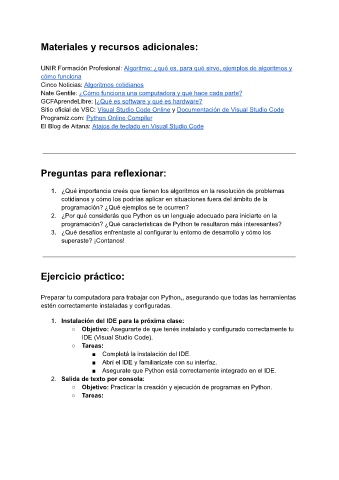 Materiales y recursos adicionales:
UNIR Formación Profesional: Algoritmo: ¿qué es, para qué sirve, ejemplos de algoritmos y
cómo funciona
Cinco Noticias: Algoritmos cotidianos
Nate Gentile: ¿Cómo funciona una computadora y qué hace cada parte?
GCFAprendeLibre: |¿Qué es software y qué es hardware?
Sitio oficial de VSC: Visual Studio Code Online y Documentación de Visual Studio Code
Programiz.com: Python Online Compiler
El Blog de Aitana: Atajos de teclado en Visual Studio Code
Preguntas para reflexionar:
1. ¿Qué importancia creés que tienen los algoritmos en la resolución de problemas
cotidianos y cómo los podrías aplicar en situaciones fuera del ámbito de la
programación? ¿Qué ejemplos se te ocurren?
2. ¿Por qué considerás que Python es un lenguaje adecuado para iniciarte en la
programación? ¿Qué características de Python te resultaron más interesantes?
3. ¿Qué desafíos enfrentaste al configurar tu entorno de desarrollo y cómo los
superaste? ¡Contanos!
Ejercicio práctico:
Preparar tu computadora para trabajar con Python,, asegurando que todas las herramientas
estén correctamente instaladas y configuradas.
1. Instalación del IDE para la próxima clase:
○ Objetivo: Asegurarte de que tenés instalado y configurado correctamente tu
IDE (Visual Studio Code).
○ Tareas:
■ Completá la instalación del IDE.
■ Abrí el IDE y familiarizate con su interfaz.
■ Asegurate que Python está correctamente integrado en el IDE.
2. Salida de texto por consola:
○ Objetivo: Practicar la creación y ejecución de programas en Python.
○ Tareas: